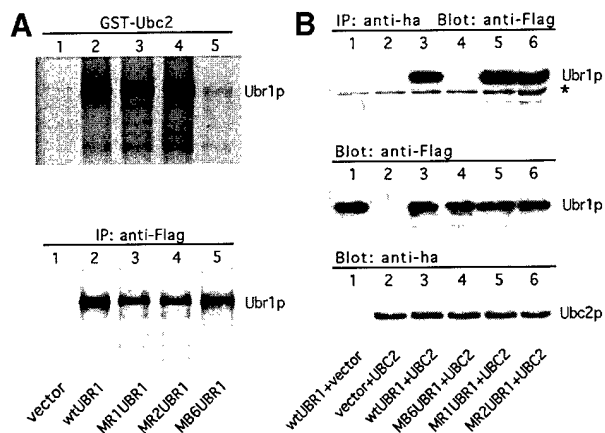 A
GST-Ubc2
1 2 3 4 5
Ubr1p
IP: anti-Flag
1 2 3 4 5
Ubr1p
vector
wtUBR1
MR1UBR1
MR2UBR1
MB6UBR1
B
IP: anti-ha Blot: anti-Flag
1 2 3 4 5 6
Ubr1p
*
Blot: anti-Flag
1 2 3 4 5 6
Ubr1p
Blot: anti-ha
1 2 3 4 5 6
Ubc2p
wtUBR1+vector
vector+UBC2
wtUBR1+UBC2
MB6UBR1+UBC2
MR1UBR1+UBC2
MR2UBR1+UBC2